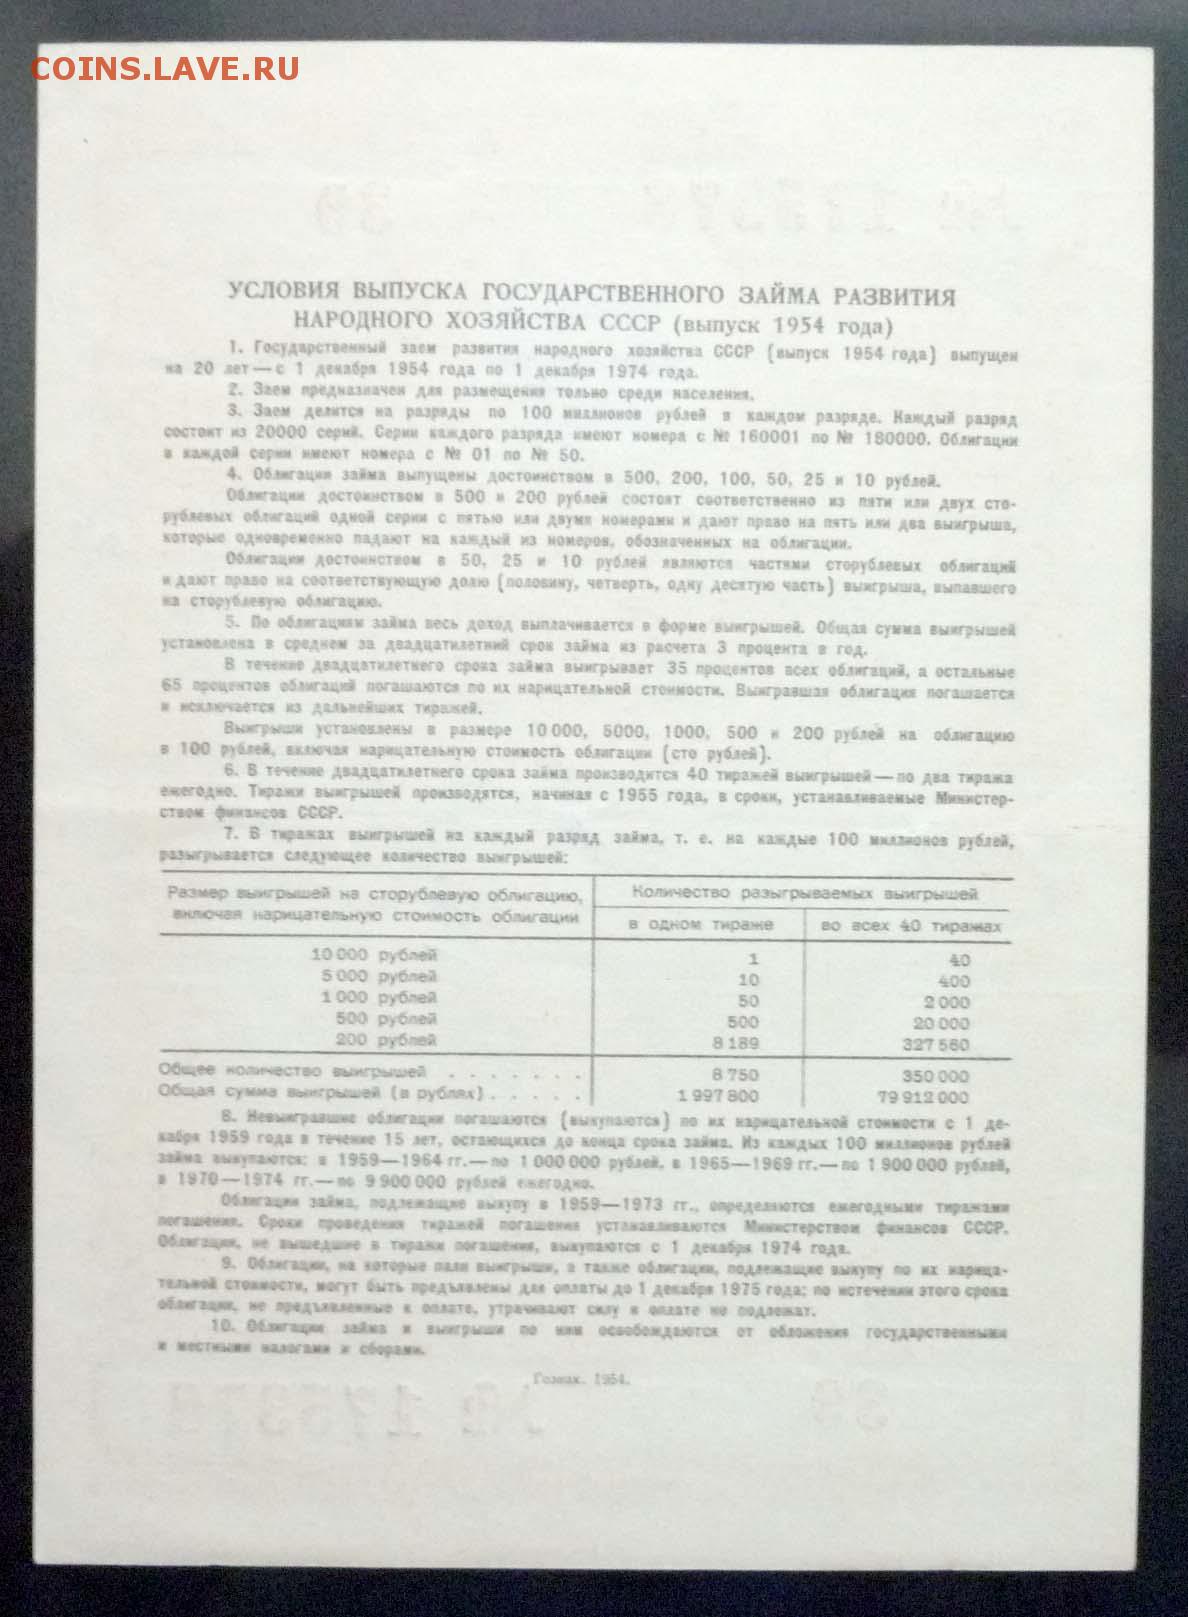 COINS.LAVE.RU
УСЛОВИЯ ВЫПУСКА ГОСУДАРСТВЕННОГО ЗАЙМА РАЗВИТИЯ
НАРОДНОГО ХОЗЯЙСТВА СССР (выпуск 1954 года)
1. Государственный заем развития народного хозяйства СССР (выпуск 1954 года) выпущен
на 20 лет — с 1 декабря 1954 года по 1 декабря 1974 года.
2. Заем предназначен для размещения только среди населения.
3. Заем делится на разряды по 100 миллионов рублей в каждом разряде. Каждый разряд
состоит из 20000 серий. Серии каждого разряда имеют номера с № 160001 по № 180000. Облигации
в каждой серии имеют номера с № 01 по № 50.
4. Облигации займа выпущены достоинством в 500, 200, 100, 50, 25 и 10 рублей.
Облигации достоинством в 500 и 200 рублей состоят соответственно из пяти или двух сто-
рублевых облигаций одной серии с пятью или двумя номерами и дают право на пять или два выигрыша,
которые одновременно падают на каждый из номеров, обозначенных на облигации.
Облигации достоинством в 50, 25 и 10 рублей являются частями сторублевых облигаций
и дают право на соответствующую долю (половину, четверть, одну десятую часть) выигрыша, выпавшего
на сторублевую облигацию.
5. По облигациям займа весь доход выплачивается в форме выигрышей. Общая сумма выигрышей
установлена в среднем за двадцатилетний срок займа из расчета 3 процента в год.
В течение двадцатилетнего срока займа выигрывает 35 процентов всех облигаций, а остальные
65 процентов облигаций погашаются по их нарицательной стоимости. Выигравшая облигация погашается
и исключается из дальнейших тиражей.
Выигрыши установлены в размере 10 000, 5000, 1000, 500 и 200 рублей на облигацию
в 100 рублей, включая нарицательную стоимость облигации (сто рублей).
6. В течение двадцатилетнего срока займа производится 40 тиражей выигрышей — по два тиража
ежегодно. Тиражи выигрышей производятся, начиная с 1955 года, в сроки, устанавливаемые Министер-
ством финансов СССР.
7. В тиражах выигрышей на каждый разряд займа, т. е. на каждые 100 миллионов рублей,
разыгрывается следующее количество выигрышей:
Размер выигрышей на сторублевую облигацию, Количество разыгрываемых выигрышей
включая нарицательную стоимость облигации в одном тираже во всех 40 тиражах
10 000 рублей 1 40
5 000 рублей 10 400
1 000 рублей 50 2 000
500 рублей 500 20 000
200 рублей 8 189 327 560
Общее количество выигрышей . . . . . . . 8 750 350 000
Общая сумма выигрышей (в рублях) . . . . . 1 997 800 79 912 000
8. Невыигравшие облигации погашаются (выкупаются) по их нарицательной стоимости с 1 де-
кабря 1959 года в течение 15 лет, остающихся до конца срока займа. Из каждых 100 миллионов рублей
займа выкупаются: в 1959—1964 гг. — по 1 000 000 рублей, в 1965—1969 гг. — по 1 900 000 рублей,
в 1970—1974 гг. — по 9 900 000 рублей ежегодно.
Облигации займа, подлежащие выкупу в 1959—1973 гг., определяются ежегодными тиражами
погашения. Сроки проведения тиражей погашения устанавливаются Министерством финансов СССР.
Облигации, не вышедшие в тиражи погашения, выкупаются с 1 декабря 1974 года.
9. Облигации, на которые пали выигрыши, а также облигации, подлежащие выкупу по их нарица-
тельной стоимости, могут быть предъявлены для оплаты до 1 декабря 1975 года; по истечении этого срока
облигации, не предъявленные к оплате, утрачивают силу и оплате не подлежат.
10. Облигации займа и выигрыши по ним освобождаются от обложения государственными
и местными налогами и сборами.
Гознак. 1954.